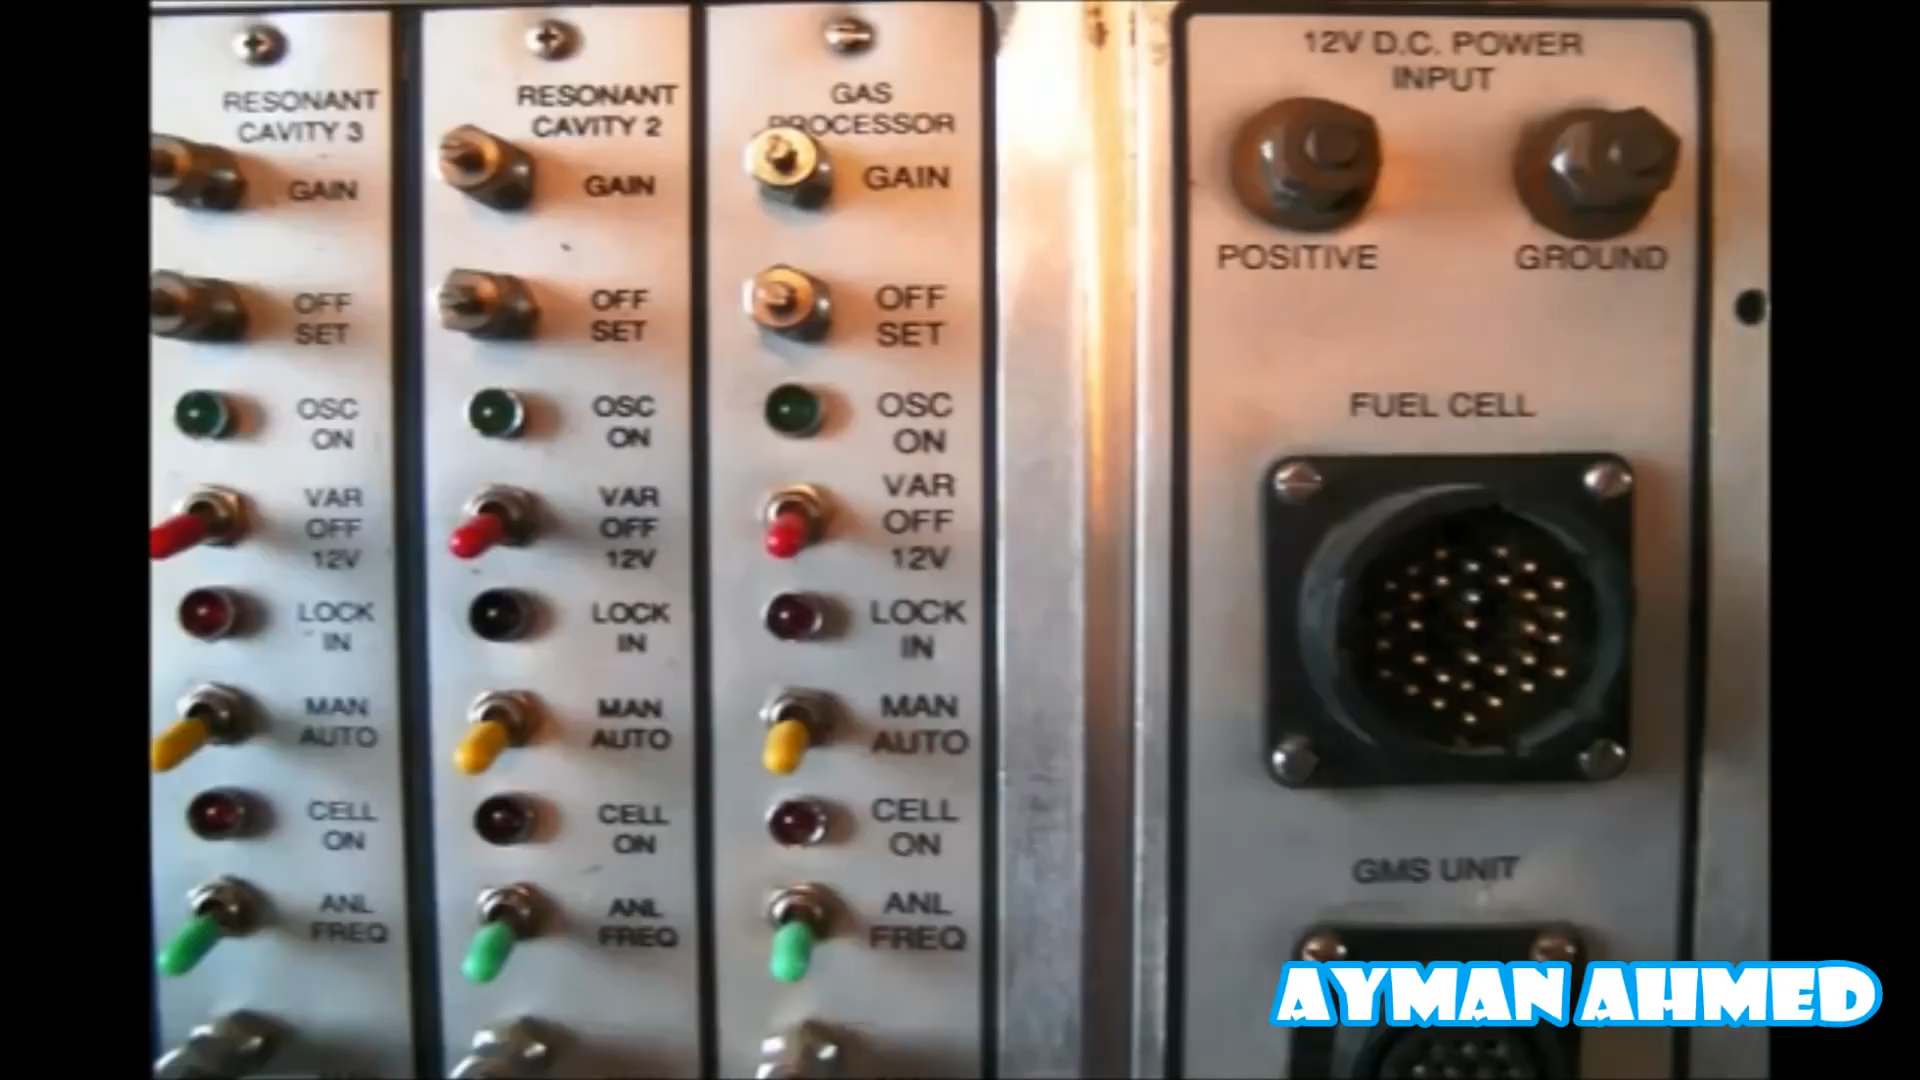 RESONANT
CAVITY 3
GAIN
OFF
SET
OSC
ON
VAR
OFF
12V
LOCK
IN
MAN
AUTO
CELL
ON
ANL
FREQ
RESONANT
CAVITY 2
GAIN
OFF
SET
OSC
ON
VAR
OFF
12V
LOCK
IN
MAN
AUTO
CELL
ON
ANL
FREQ
GAS
PROCESSOR
GAIN
OFF
SET
OSC
ON
VAR
OFF
12V
LOCK
IN
MAN
AUTO
CELL
ON
ANL
FREQ
12V D.C. POWER
INPUT
POSITIVE
GROUND
FUEL CELL
GMS UNIT
AYMAN AHMED